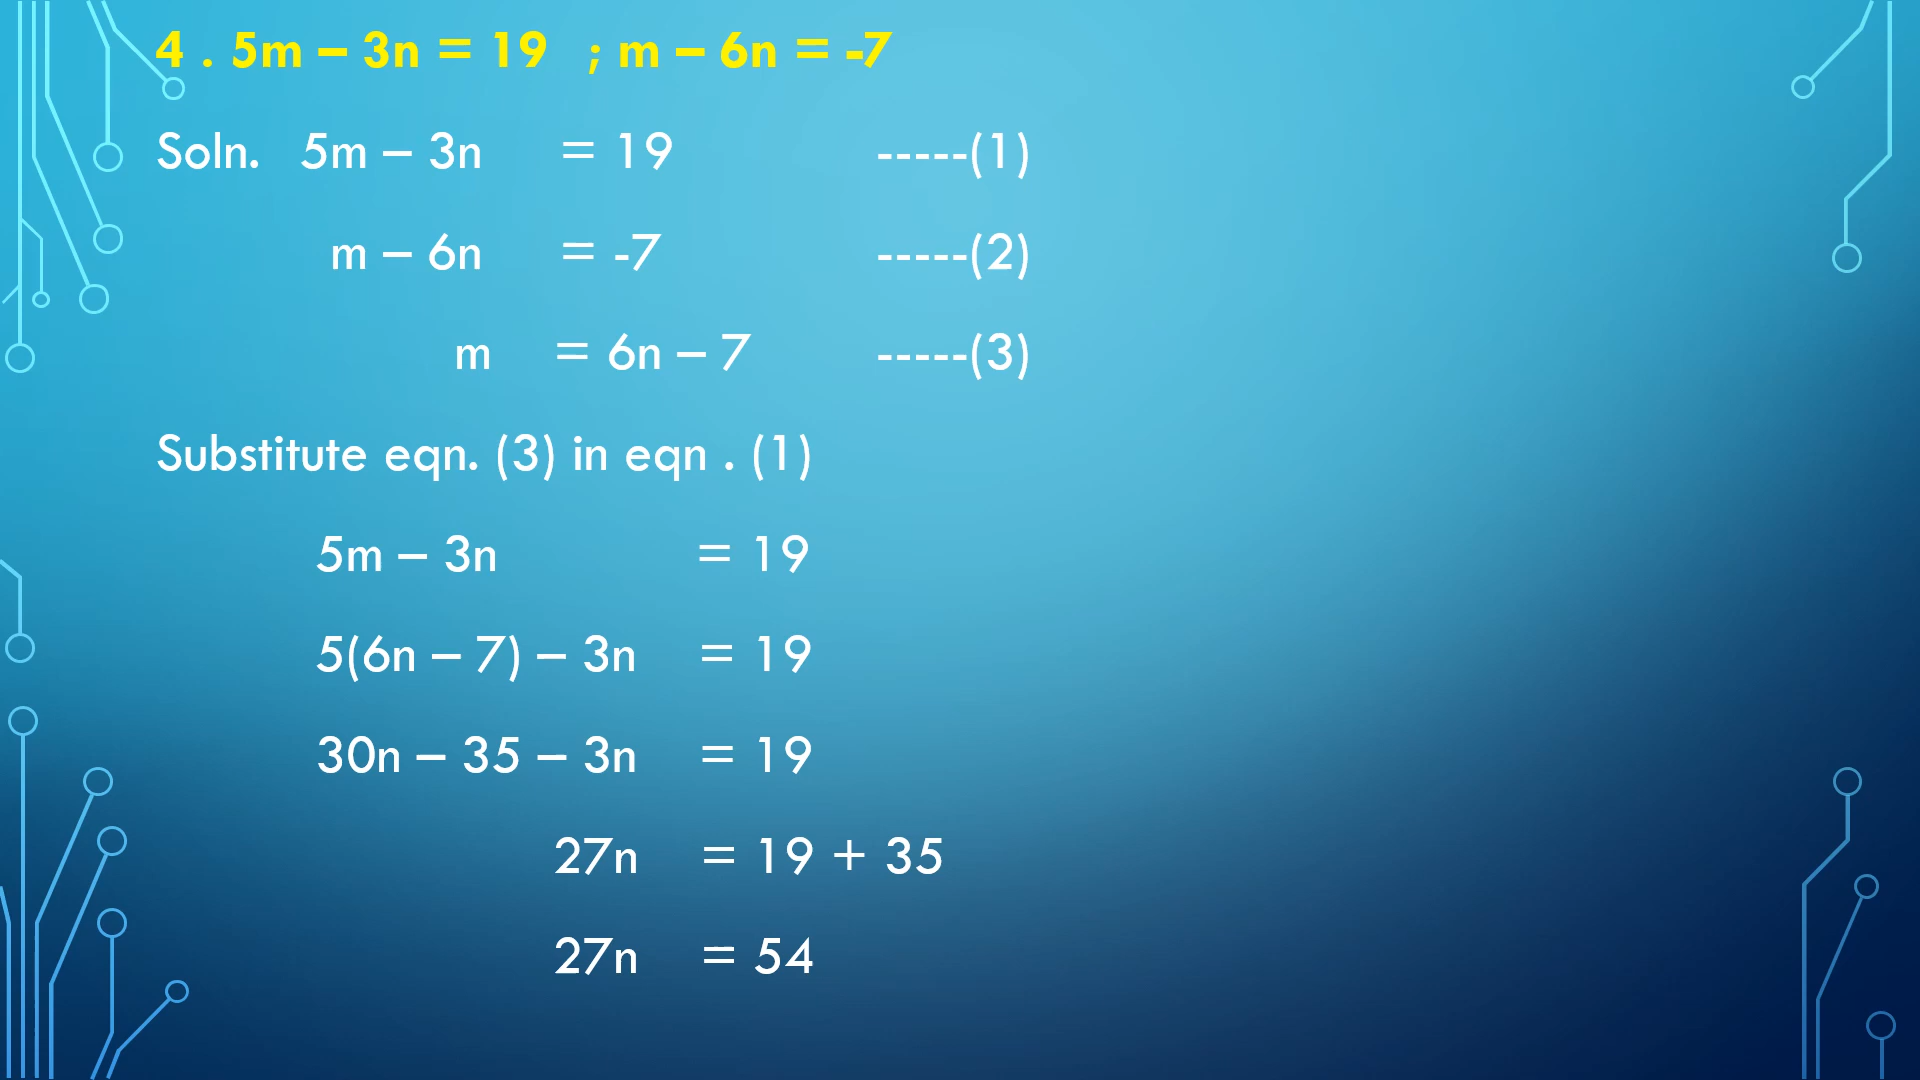 4 . 5m – 3n = 19 ; m – 6n = -7
Soln. 5m – 3n = 19 -----(1)
m – 6n = -7 -----(2)
m = 6n – 7 -----(3)
Substitute eqn. (3) in eqn . (1)
5m – 3n = 19
5(6n – 7) – 3n = 19
30n – 35 – 3n = 19
27n = 19 + 35
27n = 54